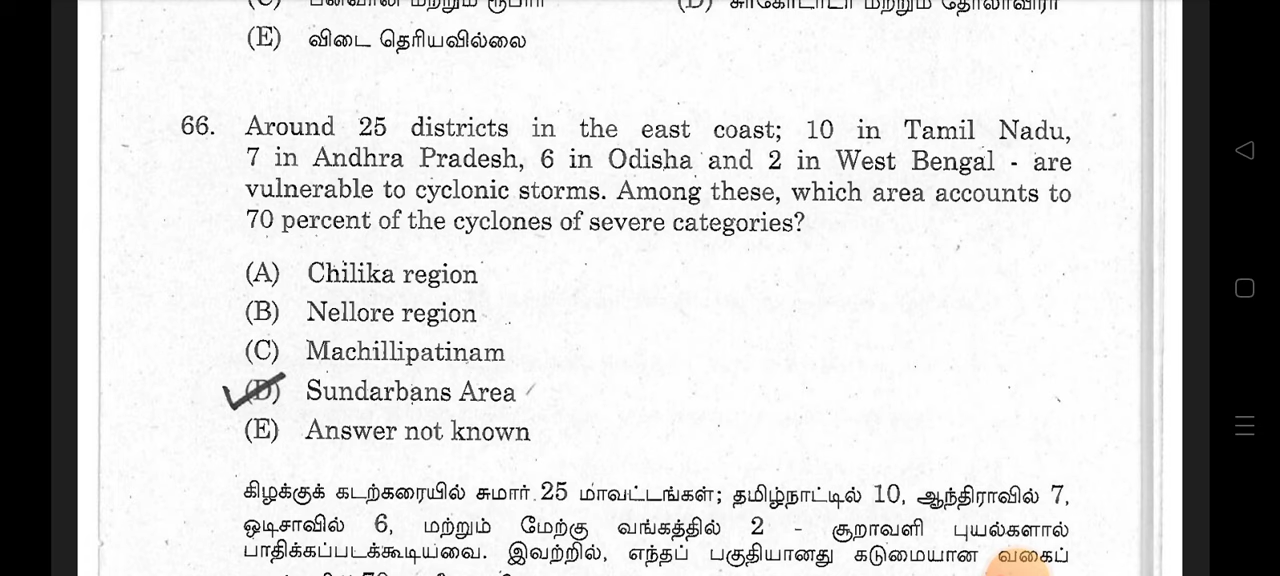 (E) விடை தெரியவில்லை
66. Around 25 districts in the east coast; 10 in Tamil Nadu,
7 in Andhra Pradesh, 6 in Odisha and 2 in West Bengal - are
vulnerable to cyclonic storms. Among these, which area accounts to
70 percent of the cyclones of severe categories?
(A) Chilika region
(B) Nellore region
(C) Machillipatinam
(D) Sundarbans Area
(E) Answer not known
கிழக்குக் கடற்கரையில் சுமார் 25 மாவட்டங்கள்; தமிழ்நாட்டில் 10, ஆந்திராவில் 7,
ஒடிசாவில் 6, மற்றும் மேற்கு வங்கத்தில் 2 - சூறாவளி புயல்களால்
பாதிக்கப்படக்கூடியவை. இவற்றில், எந்தப் பகுதியானது கடுமையான வகைப்